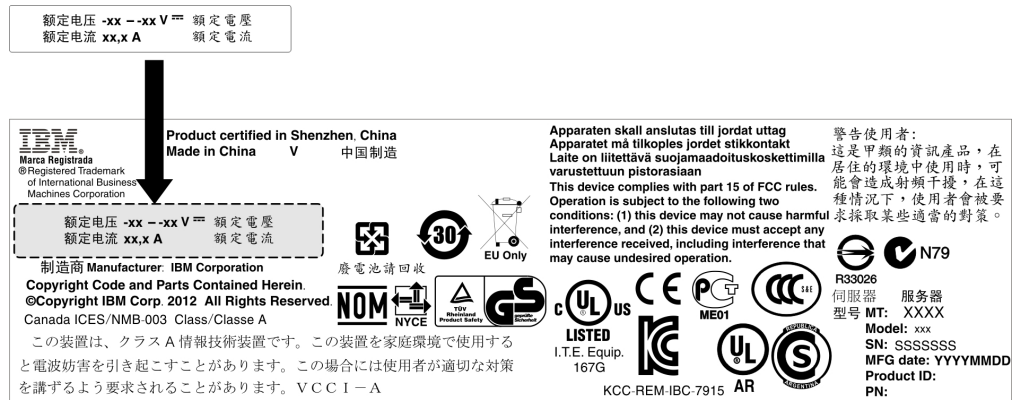 额定电压 -xx – -xx V 額定電壓
额定电流 xx,x A 額定電流
IBM®
Marca Registrada
® Registered Trademark
of International Business
Machines Corporation
Product certified in Shenzhen, China
Made in China V 中国制造
额定电压 -xx – -xx V 額定電壓
额定电流 xx,x A 額定電流
制造商 Manufacturer: IBM Corporation
Copyright Code and Parts Contained Herein.
©Copyright IBM Corp. 2012 All Rights Reserved.
Canada ICES/NMB-003 Class/Classe A
この装置は、クラス A 情報技術装置です。この装置を家庭環境で使用する
と電波妨害を引き起こすことがあります。この場合には使用者が適切な対策
を講ずるよう要求されることがあります。ＶＣＣＩ－Ａ
廢電池請回收
30
EU Only
NOM
NYCE
TÜV
Rheinland
Product Safety
GS
geprüfte
Sicherheit
Apparaten skall anslutas till jordat uttag
Apparatet må tilkoples jordet stikkontakt
Laite on liitettävä suojamaadoituskoskettimilla
varustettuun pistorasiaan
This device complies with part 15 of FCC rules.
Operation is subject to the following two
conditions: (1) this device may not cause harmful
interference, and (2) this device must accept any
interference received, including interference that
may cause undesired operation.
C UL® US
LISTED
I.T.E. Equip.
167G
CE
PCT
ME01
CCC S&E
KCC-REM-IBC-7915
UL®
AR
REPUBLICA
S
ARGENTINA
警告使用者:
這是甲類的資訊產品，在
居住的環境中使用時，可
能會造成射頻干擾，在這
種情況下，使用者會被要
求採取某些適當的對策。
R33026
N79
伺服器 服务器
型号 MT: XXXX
Model: xxx
SN: SSSSSSS
MFG date: YYYYMMDD
Product ID:
PN: